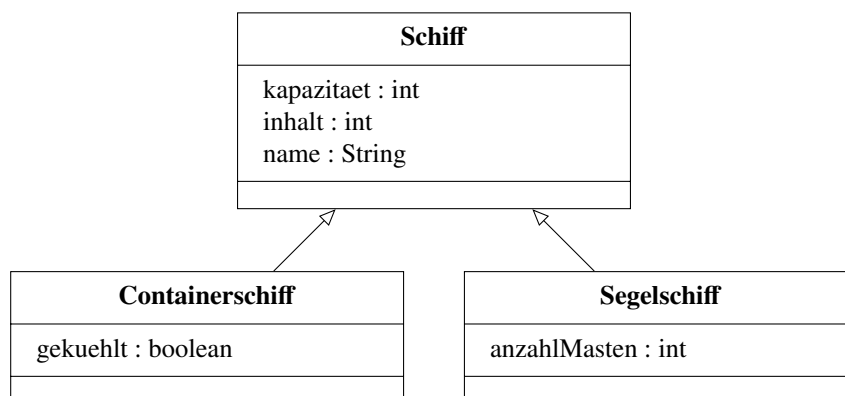 Schiff
kapazitaet : int
inhalt : int
name : String
Containerschiff
gekuehlt : boolean
Segelschiff
anzahlMasten : int